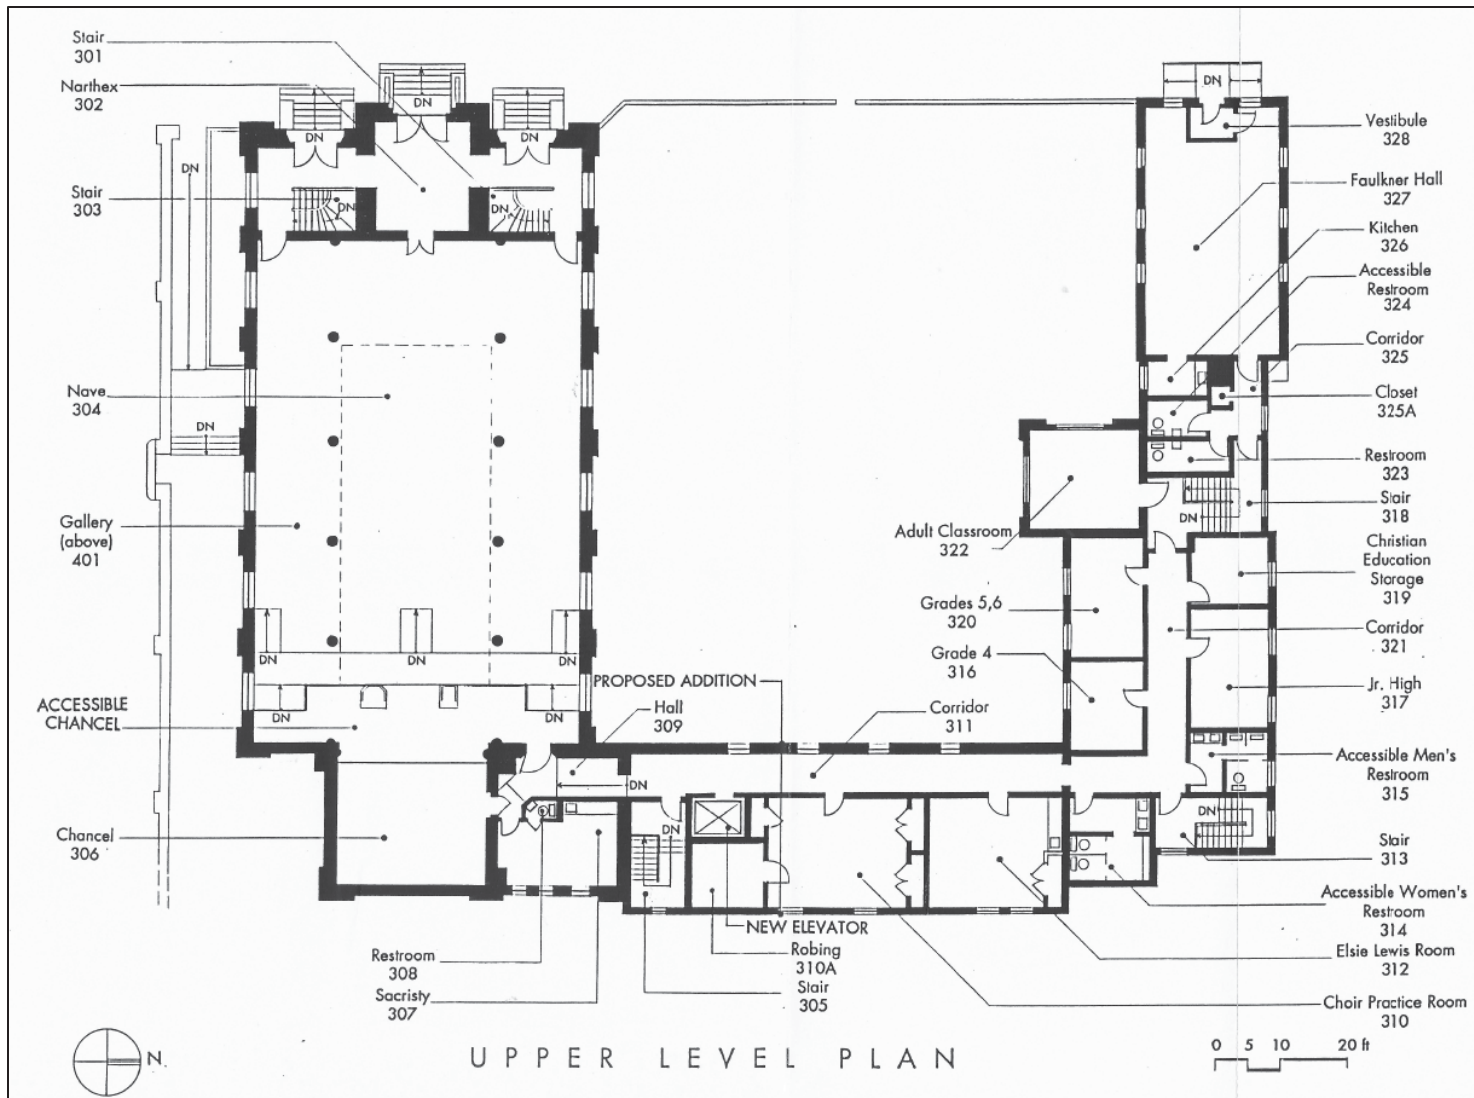 Stair
301
Narthex
302
DN
DN
DN
DN
Stair
303
DN
DN
Nave
304
DN
Gallery
(above)
401
DN
DN
DN
ACCESSIBLE
CHANCEL
DN
DN
Chancel
306
PROPOSED ADDITION
Hall
309
DN
Corridor
311
DN
Restroom
308
Sacristy
307
NEW ELEVATOR
Robing
310A
Stair
305
DN
Vestibule
328
Faulkner Hall
327
Kitchen
326
Accessible
Restroom
324
Corridor
325
Closet
325A
Restroom
323
Stair
318
DN
Adult Classroom
322
Christian
Education
Storage
319
Grades 5,6
320
Corridor
321
Grade 4
316
Jr. High
317
Accessible Men's
Restroom
315
DN
Stair
313
Accessible Women's
Restroom
314
Elsie Lewis Room
312
Choir Practice Room
310
N
UPPER LEVEL PLAN
0 5 10 20 ft